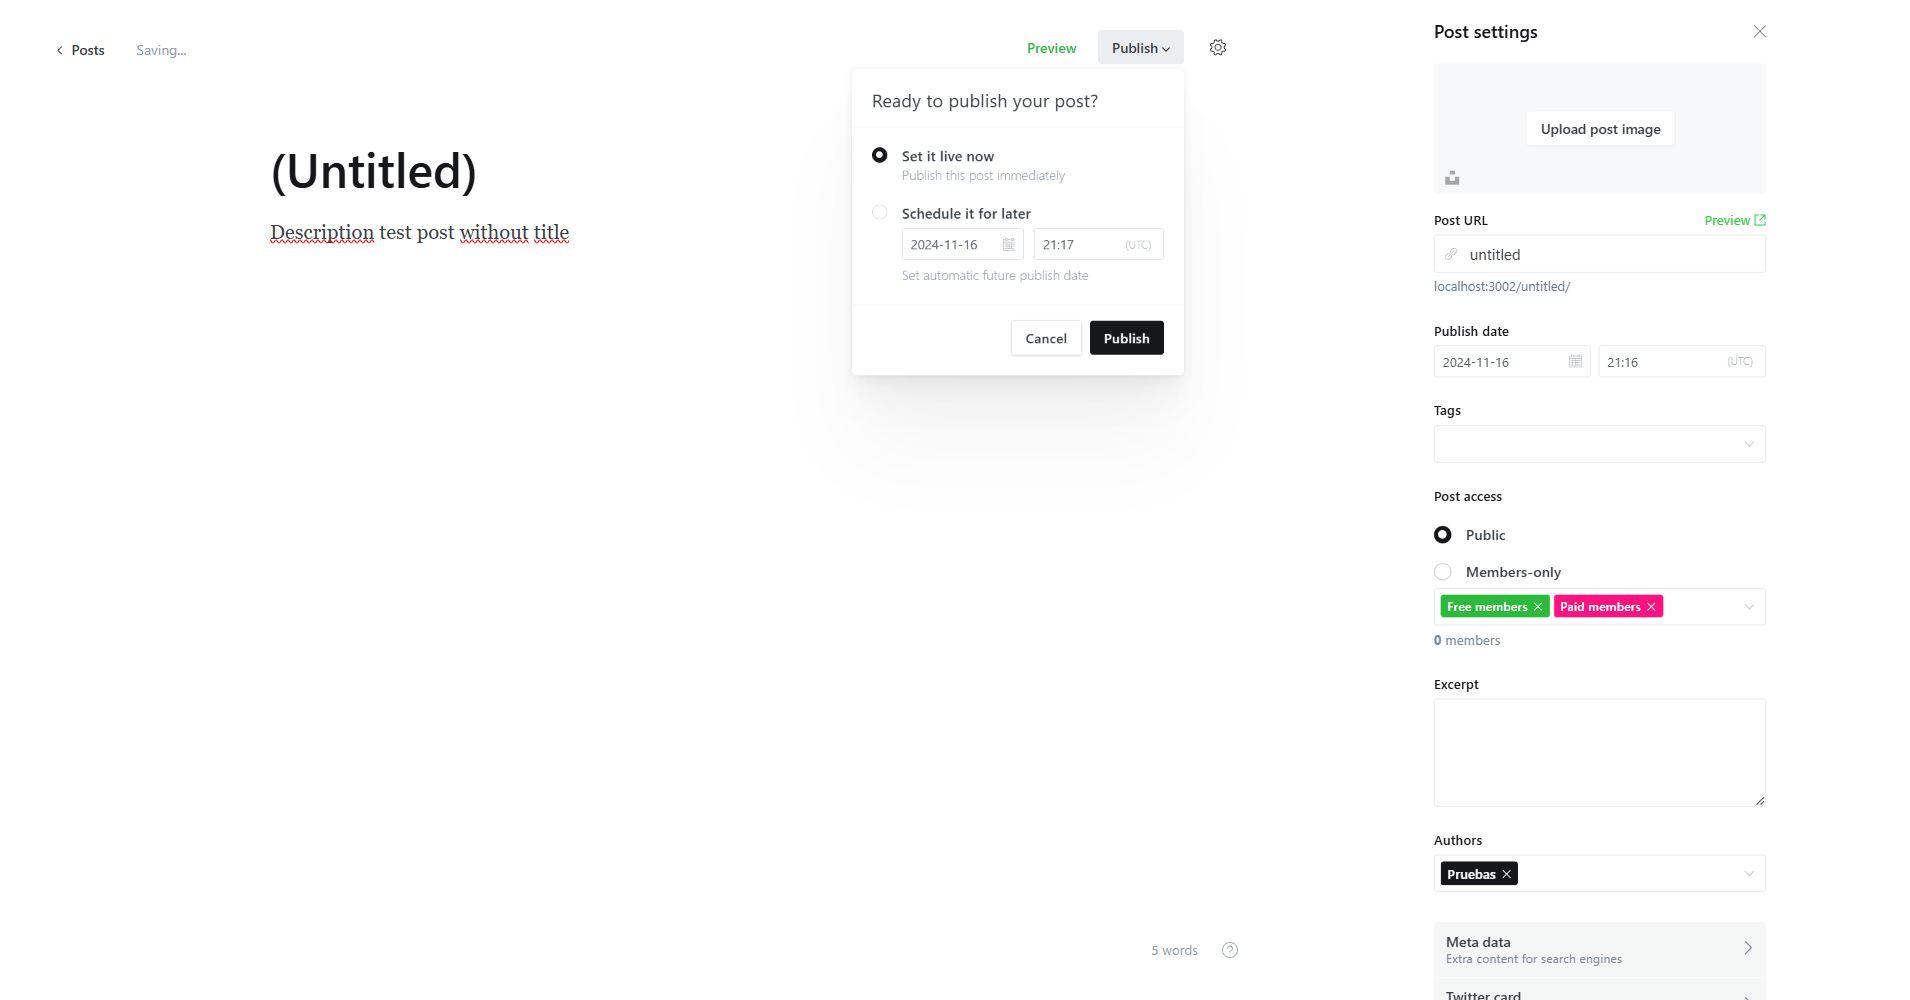 Posts
Saving...
Preview
Publish
Ready to publish your post?
Set it live now
Publish this post immediately
Schedule it for later
2024-11-16
21:17
(UTC)
Set automatic future publish date
Cancel
Publish
(Untitled)
Description test post without title
5 words
?
Post settings
Upload post image
Post URL
Preview
untitled
localhost:3002/untitled/
Publish date
2024-11-16
21:16
(UTC)
Tags
Post access
Public
Members-only
Free members
Paid members
0 members
Excerpt
Authors
Pruebas
Meta data
Extra content for search engines
Twitter card